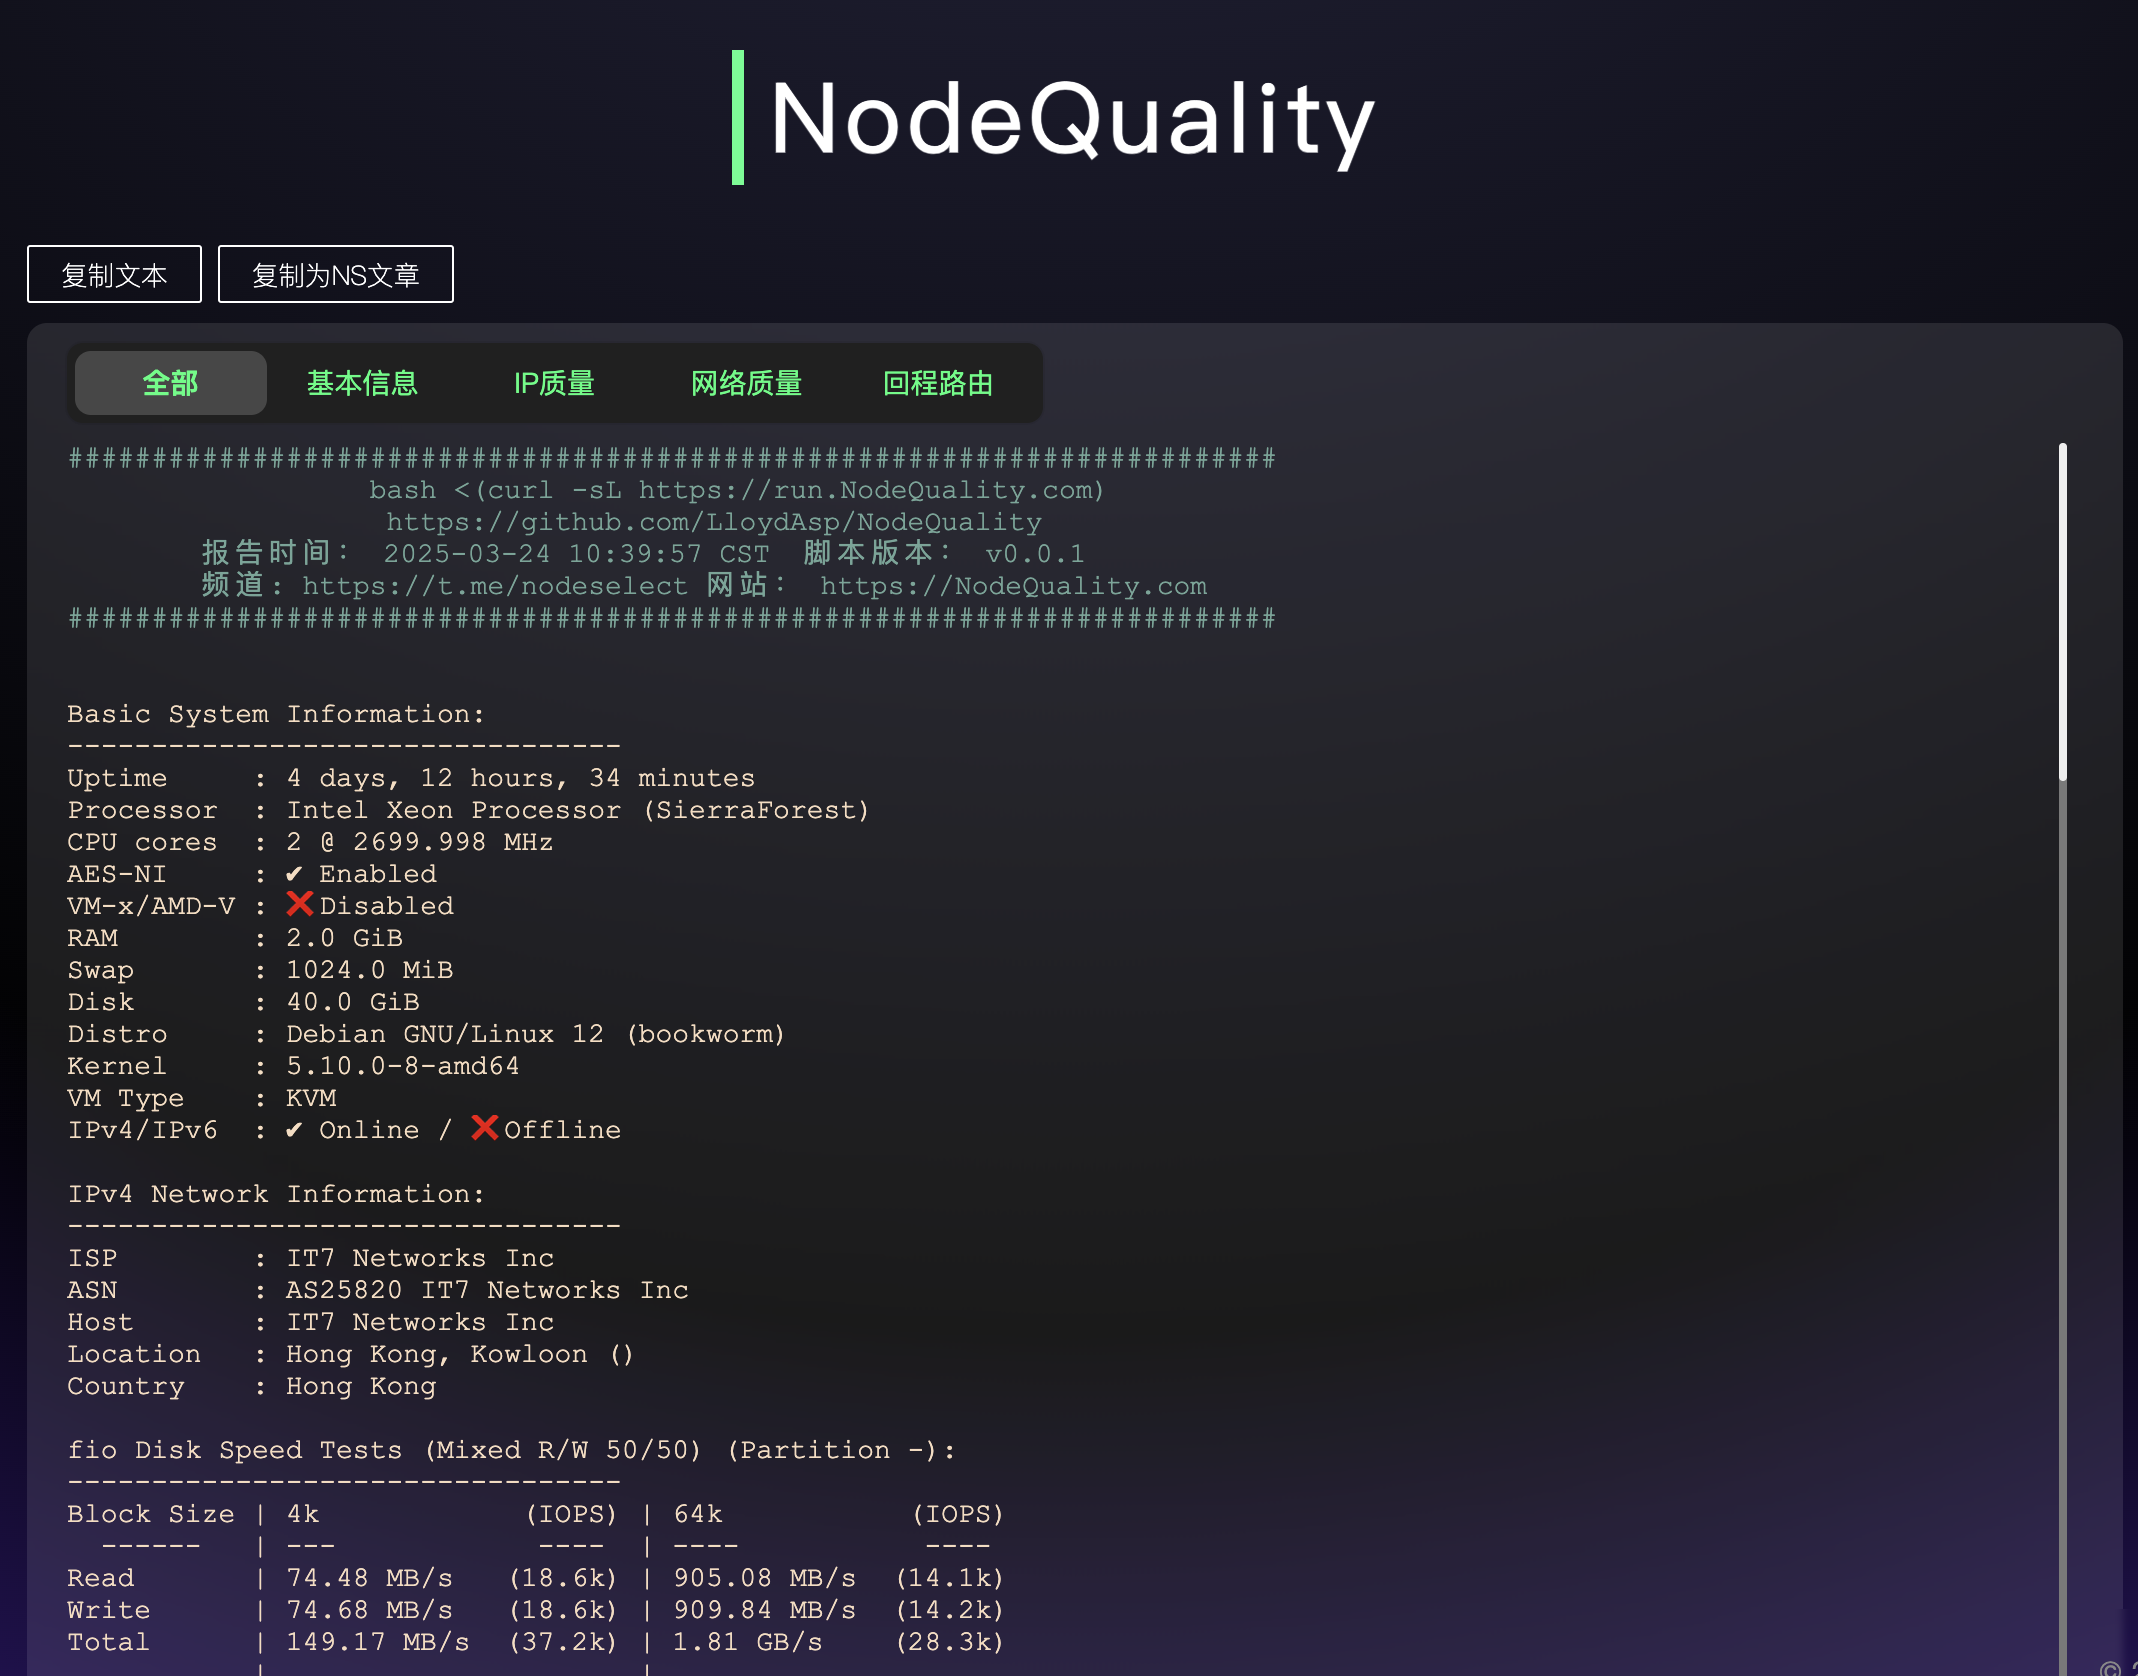 NodeQuality
复制文本 复制为NS文章
全部 基本信息 IP质量 网络质量 回程路由
########################################################################
bash <(curl -sL https://run.NodeQuality.com)
https://github.com/LloydAsp/NodeQuality
报告时间： 2025-03-24 10:39:57 CST 脚本版本： v0.0.1
频道: https://t.me/nodeselect 网站： https://NodeQuality.com
########################################################################
Basic System Information:
---------------------------------
Uptime     : 4 days, 12 hours, 34 minutes
Processor  : Intel Xeon Processor (SierraForest)
CPU cores  : 2 @ 2699.998 MHz
AES-NI     : ✔ Enabled
VM-x/AMD-V : ❌Disabled
RAM        : 2.0 GiB
Swap       : 1024.0 MiB
Disk       : 40.0 GiB
Distro     : Debian GNU/Linux 12 (bookworm)
Kernel     : 5.10.0-8-amd64
VM Type    : KVM
IPv4/IPv6  : ✔ Online / ❌Offline
IPv4 Network Information:
---------------------------------
ISP        : IT7 Networks Inc
ASN        : AS25820 IT7 Networks Inc
Host       : IT7 Networks Inc
Location   : Hong Kong, Kowloon ()
Country    : Hong Kong
fio Disk Speed Tests (Mixed R/W 50/50) (Partition -):
---------------------------------
Block Size | 4k            (IOPS) | 64k           (IOPS)
  ------   | ---            ----  | ----           ----
Read       | 74.48 MB/s   (18.6k) | 905.08 MB/s  (14.1k)
Write      | 74.68 MB/s   (18.6k) | 909.84 MB/s  (14.2k)
Total      | 149.17 MB/s  (37.2k) | 1.81 GB/s    (28.3k)
           |                      |
©